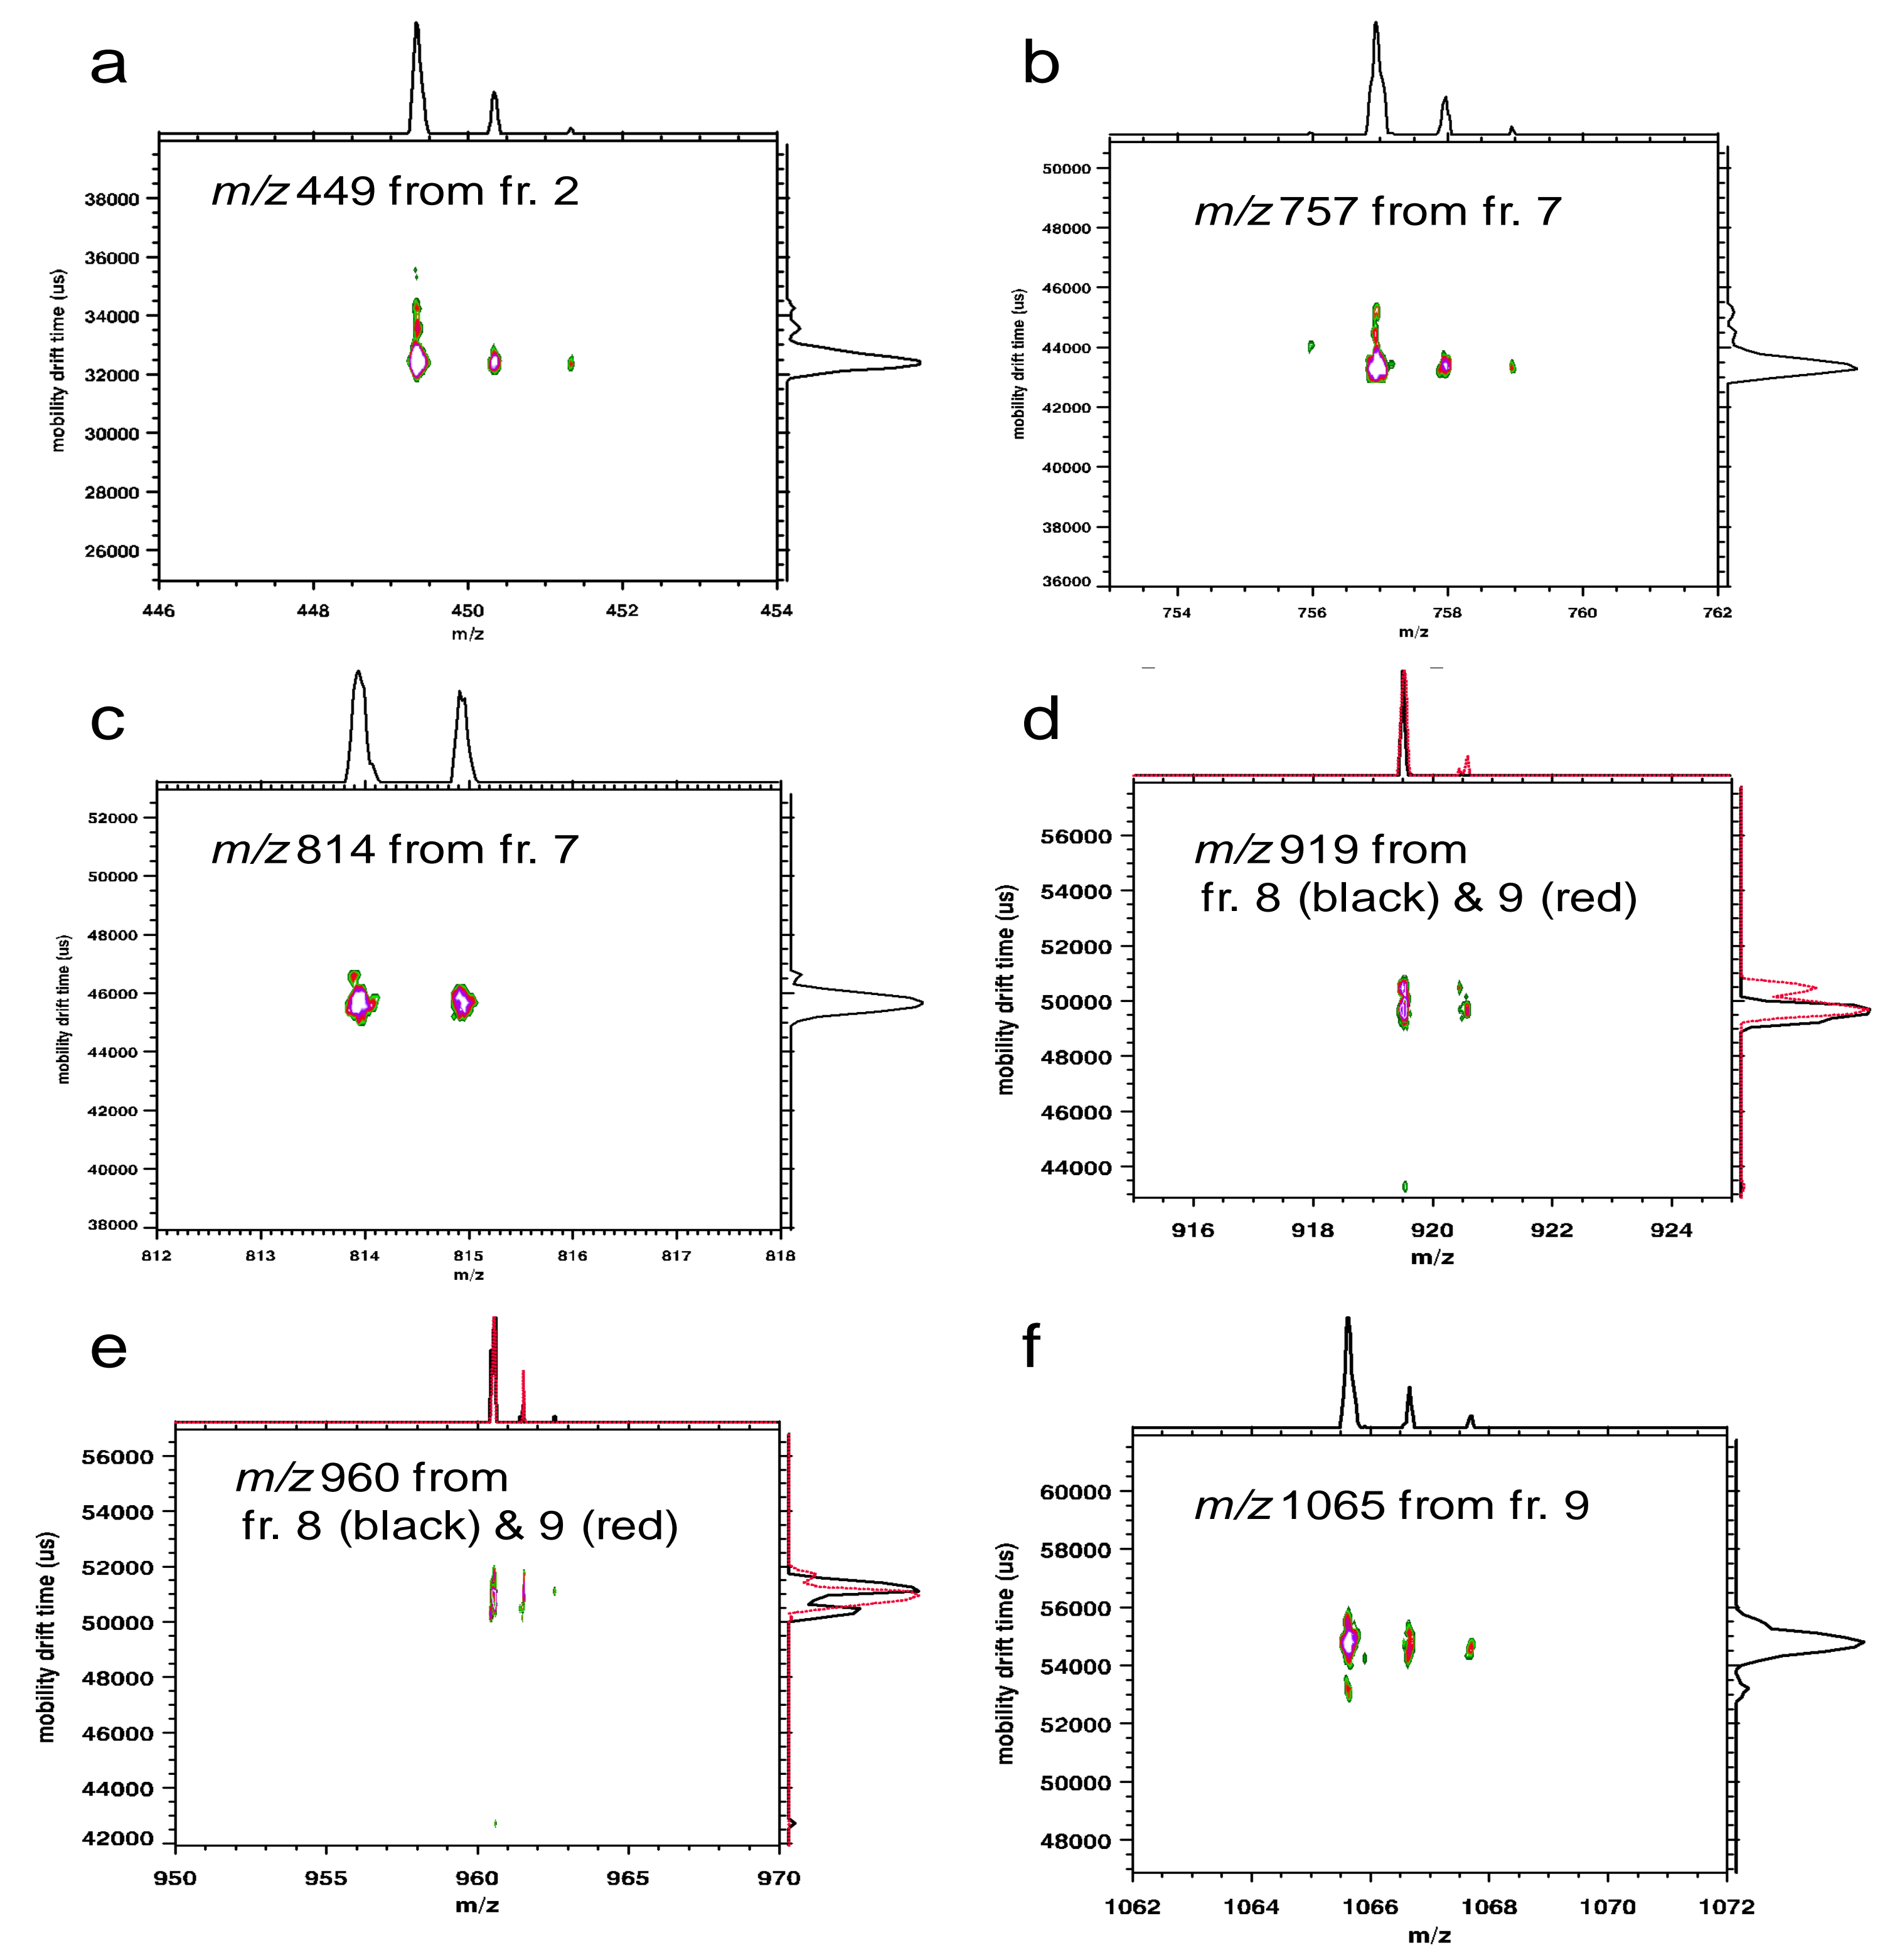 a
m/z 449 from fr. 2
38000
36000
34000
32000
30000
28000
26000
mobility drift time (us)
446 448 450 452 454
m/z
b
m/z 757 from fr. 7
50000
48000
46000
44000
42000
40000
38000
36000
mobility drift time (us)
754 756 758 760 762
m/z
c
m/z 814 from fr. 7
52000
50000
48000
46000
44000
42000
40000
38000
mobility drift time (us)
812 813 814 815 816 817 818
m/z
d
m/z 919 from
fr. 8 (black) & 9 (red)
56000
54000
52000
50000
48000
46000
44000
mobility drift time (us)
916 918 920 922 924
m/z
e
m/z 960 from
fr. 8 (black) & 9 (red)
56000
54000
52000
50000
48000
46000
44000
42000
mobility drift time (us)
950 955 960 965 970
m/z
f
m/z 1065 from fr. 9
60000
58000
56000
54000
52000
50000
48000
mobility drift time (us)
1062 1064 1066 1068 1070 1072
m/z